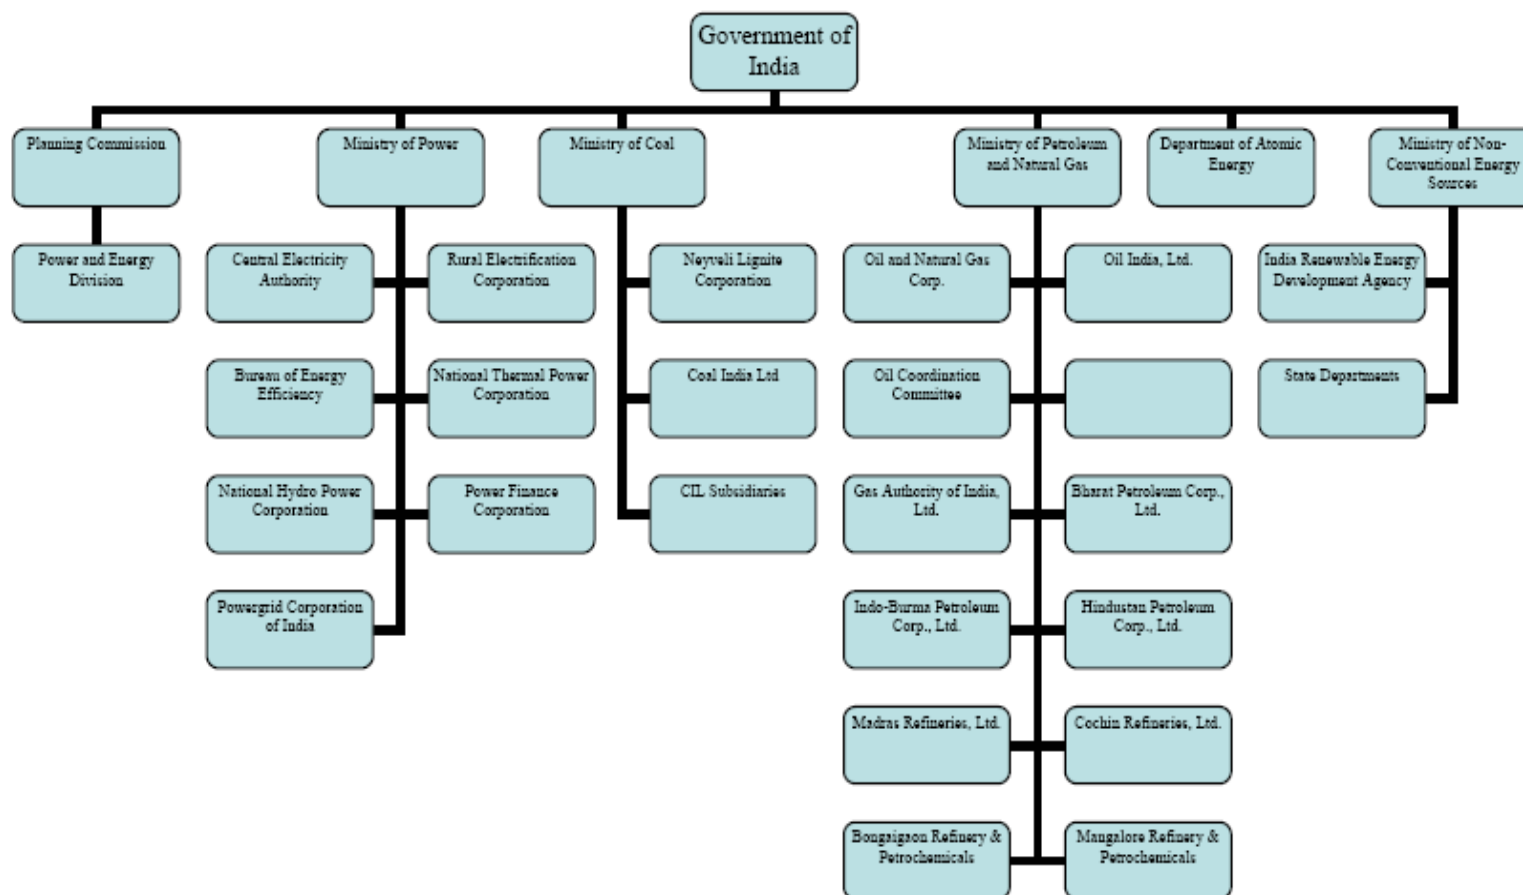 Government of
India
Planning Commission
Ministry of Power
Ministry of Coal
Ministry of Petroleum
and Natural Gas
Department of Atomic
Energy
Ministry of Non-
Conventional Energy
Sources
Power and Energy
Division
Central Electricity
Authority
Rural Electrification
Corporation
Neyveli Lignite
Corporation
Oil and Natural Gas
Corp.
Oil India, Ltd.
India Renewable Energy
Development Agency
Bureau of Energy
Efficiency
National Thermal Power
Corporation
Coal India Ltd
Oil Coordination
Committee
State Departments
National Hydro Power
Corporation
Power Finance
Corporation
CIL Subsidiaries
Gas Authority of India,
Ltd.
Bharat Petroleum Corp.,
Ltd.
Powergrid Corporation
of India
Indo-Burma Petroleum
Corp., Ltd.
Hindustan Petroleum
Corp., Ltd.
Madras Refineries, Ltd.
Cochin Refineries, Ltd.
Bongaigaon Refinery &
Petrochemicals
Mangalore Refinery &
Petrochemicals